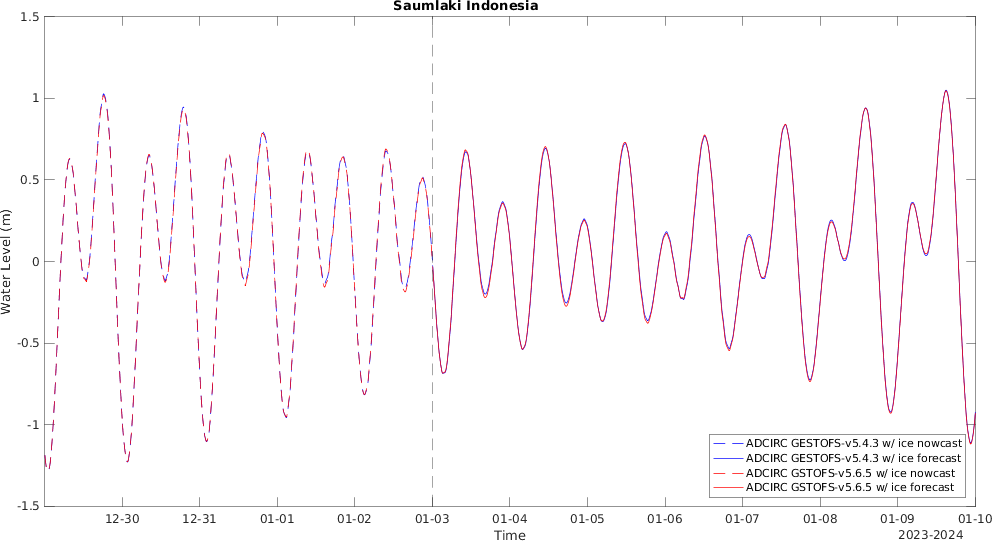 Saumlaki Indonesia
1.5
1
0.5
0
-0.5
-1
-1.5
Water Level (m)
ADCIRC GESTOFS-v5.4.3 w/ ice nowcast
ADCIRC GESTOFS-v5.4.3 w/ ice forecast
ADCIRC GSTOFS-v5.6.5 w/ ice nowcast
ADCIRC GSTOFS-v5.6.5 w/ ice forecast
12-30 12-31 01-01 01-02 01-03 01-04 01-05 01-06 01-07 01-08 01-09 01-10
Time
2023-2024